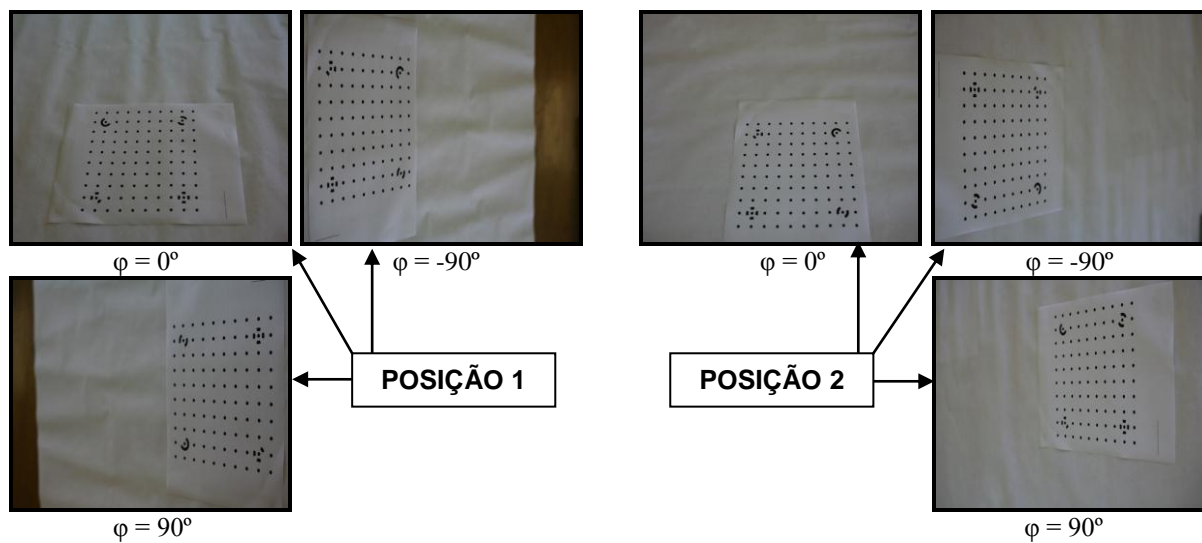 φ = 0º
φ = -90º
φ = 0º
φ = -90º
POSIÇÃO 1
POSIÇÃO 2
φ = 90º
φ = 90º